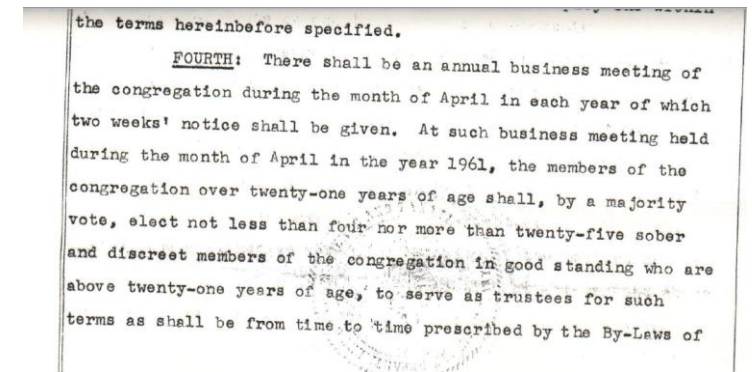 the terms hereinbefore specified.
FOURTH: There shall be an annual business meeting of
the congregation during the month of April in each year of which
two weeks' notice shall be given. At such business meeting held
during the month of April in the year 1961, the members of the
congregation over twenty-one years of age shall, by a majority
vote, elect not less than four nor more than twenty-five sober
and discreet members of the congregation in good standing who are
above twenty-one years of age, to serve as trustees for such
terms as shall be from time to time prescribed by the By-Laws of